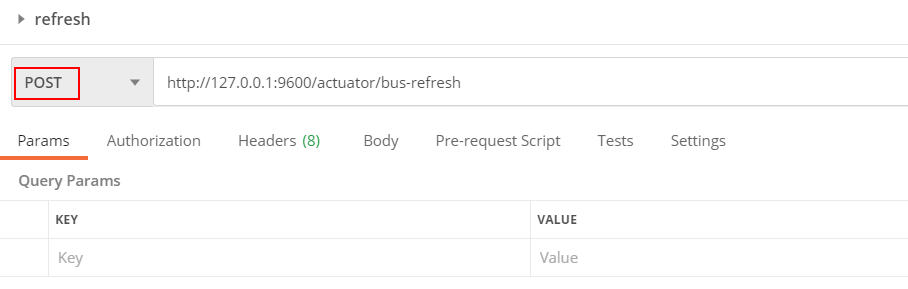 refresh
POST http://127.0.0.1:9600/actuator/bus-refresh
Params Authorization Headers (8) Body Pre-request Script Tests Settings
Query Params
KEY VALUE
Key Value